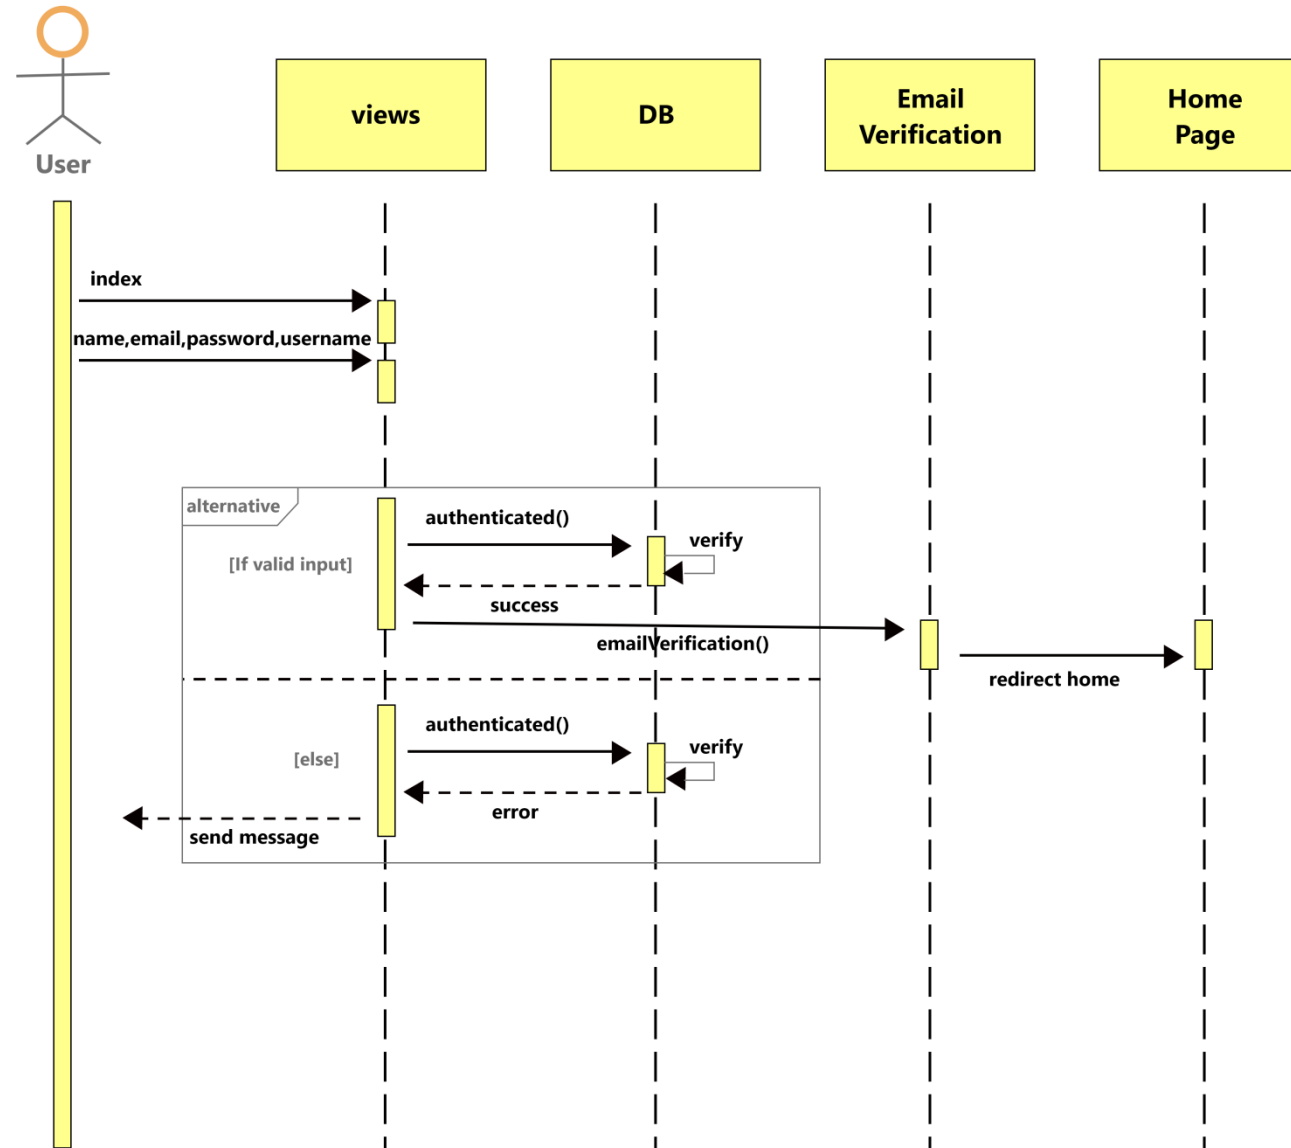 User
views
DB
Email
Verification
Home
Page
index
name,email,password,username
alternative
authenticated()
verify
[If valid input]
success
emailVerification()
redirect home
authenticated()
verify
[else]
error
send message